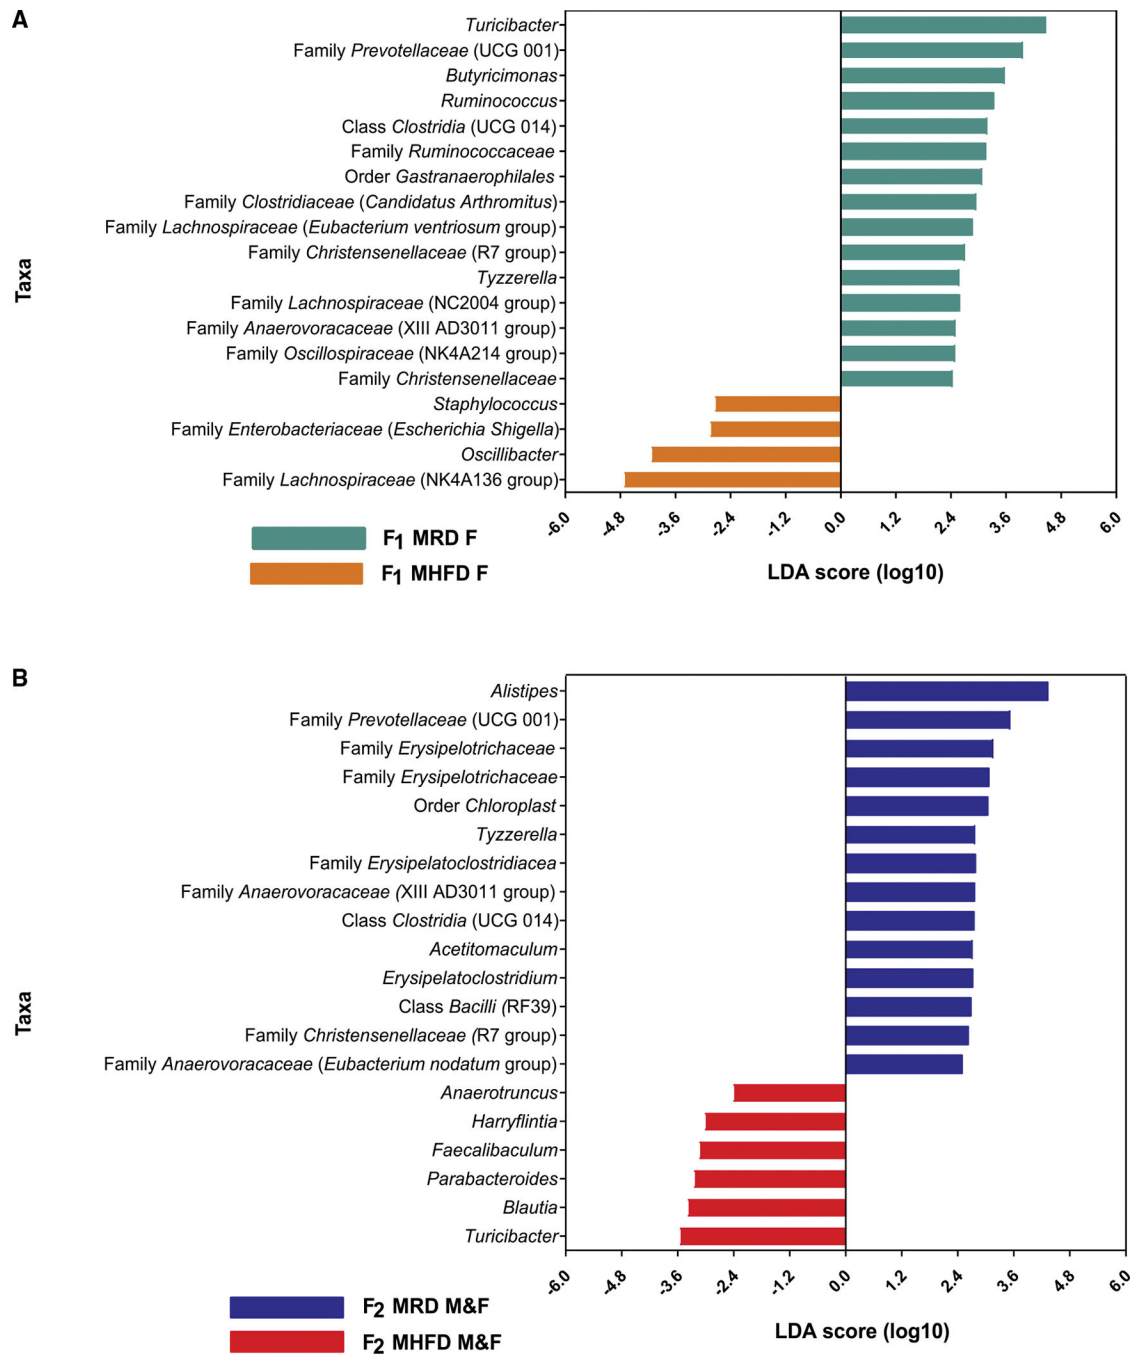 A
Taxa
Turicibacter
Family Prevotellaceae (UCG 001)
Butyricimonas
Ruminococcus
Class Clostridia (UCG 014)
Family Ruminococcaceae
Order Gastranaerophilales
Family Clostridiaceae (Candidatus Arthromitus)
Family Lachnospiraceae (Eubacterium ventriosum group)
Family Christensenellaceae (R7 group)
Tyzzerella
Family Lachnospiraceae (NC2004 group)
Family Anaerovoracaceae (XIII AD3011 group)
Family Oscillospiraceae (NK4A214 group)
Family Christensenellaceae
Staphylococcus
Family Enterobacteriaceae (Escherichia Shigella)
Oscillibacter
Family Lachnospiraceae (NK4A136 group)
-6.0 -4.8 -3.6 -2.4 -1.2 0.0 1.2 2.4 3.6 4.8 6.0
LDA score (log10)
F1 MRD F
F1 MHFD F
B
Taxa
Alistipes
Family Prevotellaceae (UCG 001)
Family Erysipelotrichaceae
Family Erysipelotrichaceae
Order Chloroplast
Tyzzerella
Family Erysipelatoclostridiacea
Family Anaerovoracaceae (XIII AD3011 group)
Class Clostridia (UCG 014)
Acetitomaculum
Erysipelatoclostridium
Class Bacilli (RF39)
Family Christensenellaceae (R7 group)
Family Anaerovoracaceae (Eubacterium nodatum group)
Anaerotruncus
Harryflintia
Faecalibaculum
Parabacteroides
Blautia
Turicibacter
-6.0 -4.8 -3.6 -2.4 -1.2 0.0 1.2 2.4 3.6 4.8 6.0
LDA score (log10)
F2 MRD M&F
F2 MHFD M&F